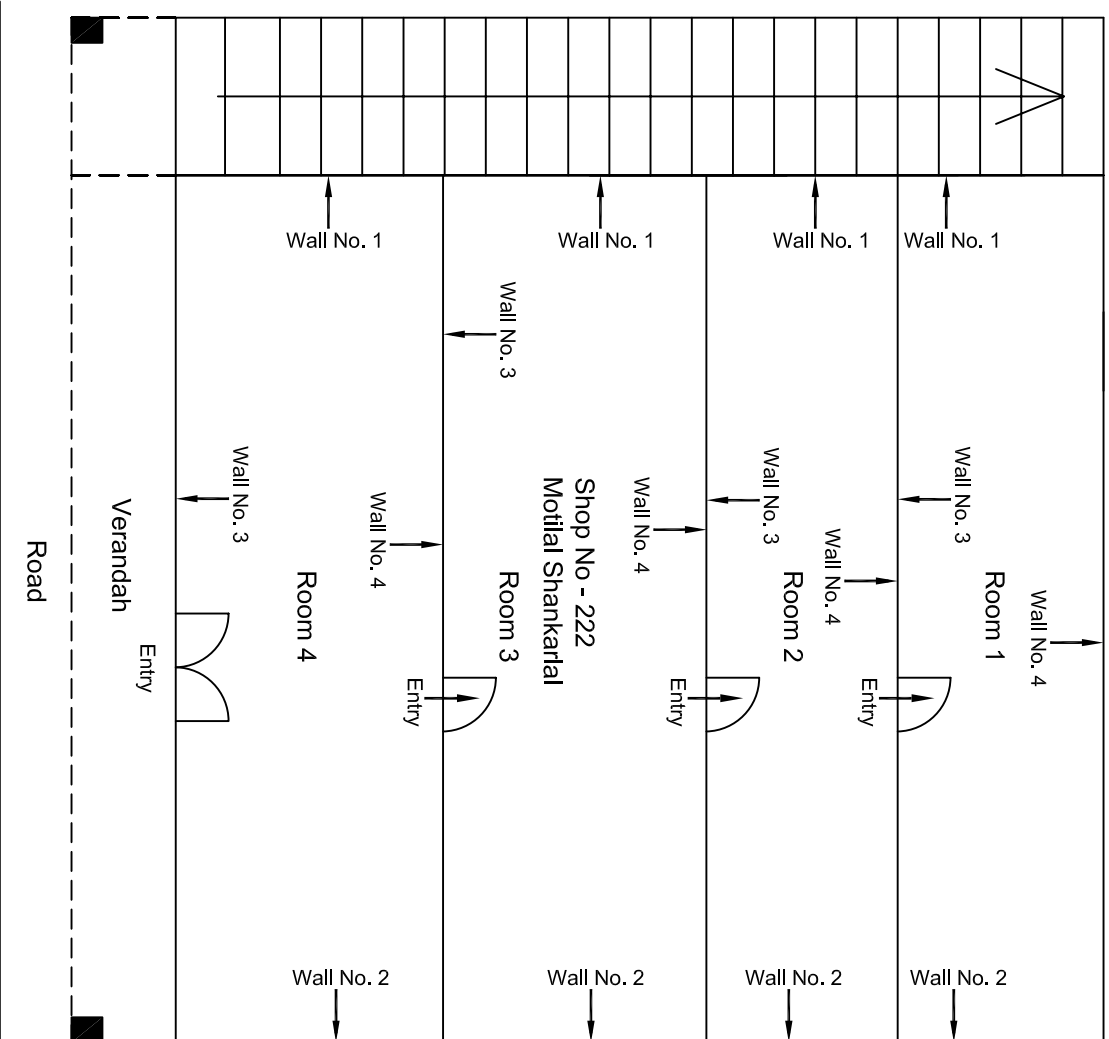 Wall No. 1
Wall No. 1
Wall No. 1
Wall No. 1
Wall No. 3
Wall No. 3
Wall No. 3
Wall No. 3
Wall No. 4
Wall No. 4
Wall No. 4
Wall No. 4
Shop No - 222
Motilal Shankarlal
Room 1
Room 2
Room 3
Room 4
Verandah
Road
Entry
Entry
Entry
Entry
Wall No. 2
Wall No. 2
Wall No. 2
Wall No. 2